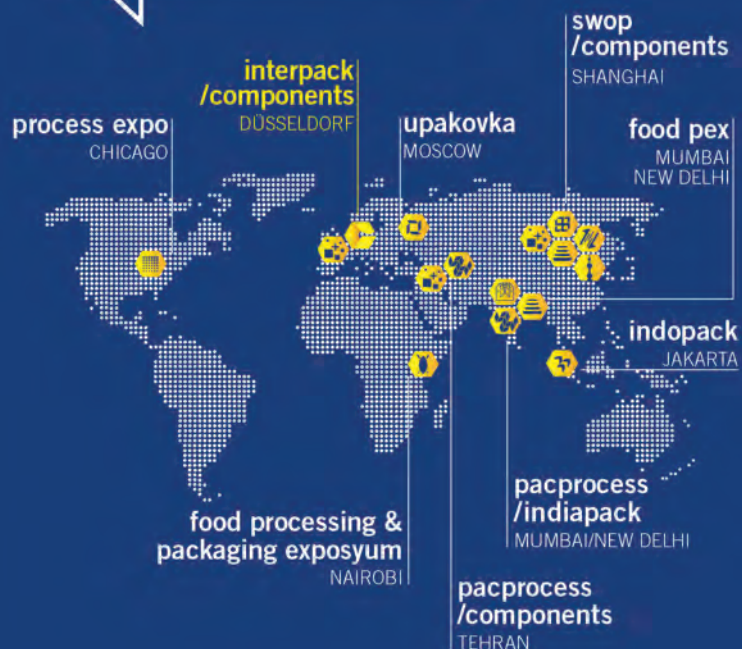 swop
/components
SHANGHAI
interpack
/components
DÜSSELDORF
process expo
CHICAGO
upakovka
MOSCOW
food pex
MUMBAI
NEW DELHI
indopack
JAKARTA
pacprocess
/indiapack
MUMBAI/NEW DELHI
food processing &
packaging exposyum
NAIROBI
pacprocess
/components
TEHRAN